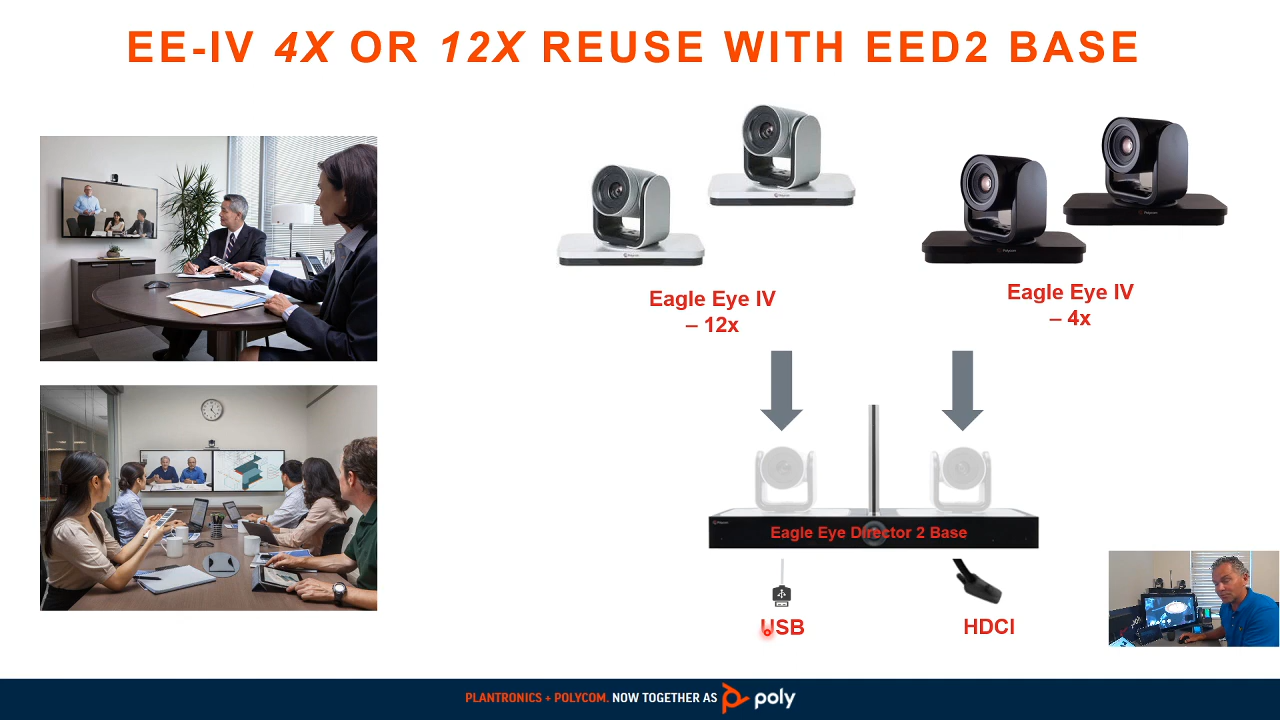 EE-IV 4X OR 12X REUSE WITH EED2 BASE
Eagle Eye IV
– 12x
Eagle Eye IV
– 4x
Eagle Eye Director 2 Base
USB
HDCI
PLANTRONICS + POLYCOM. NOW TOGETHER AS poly